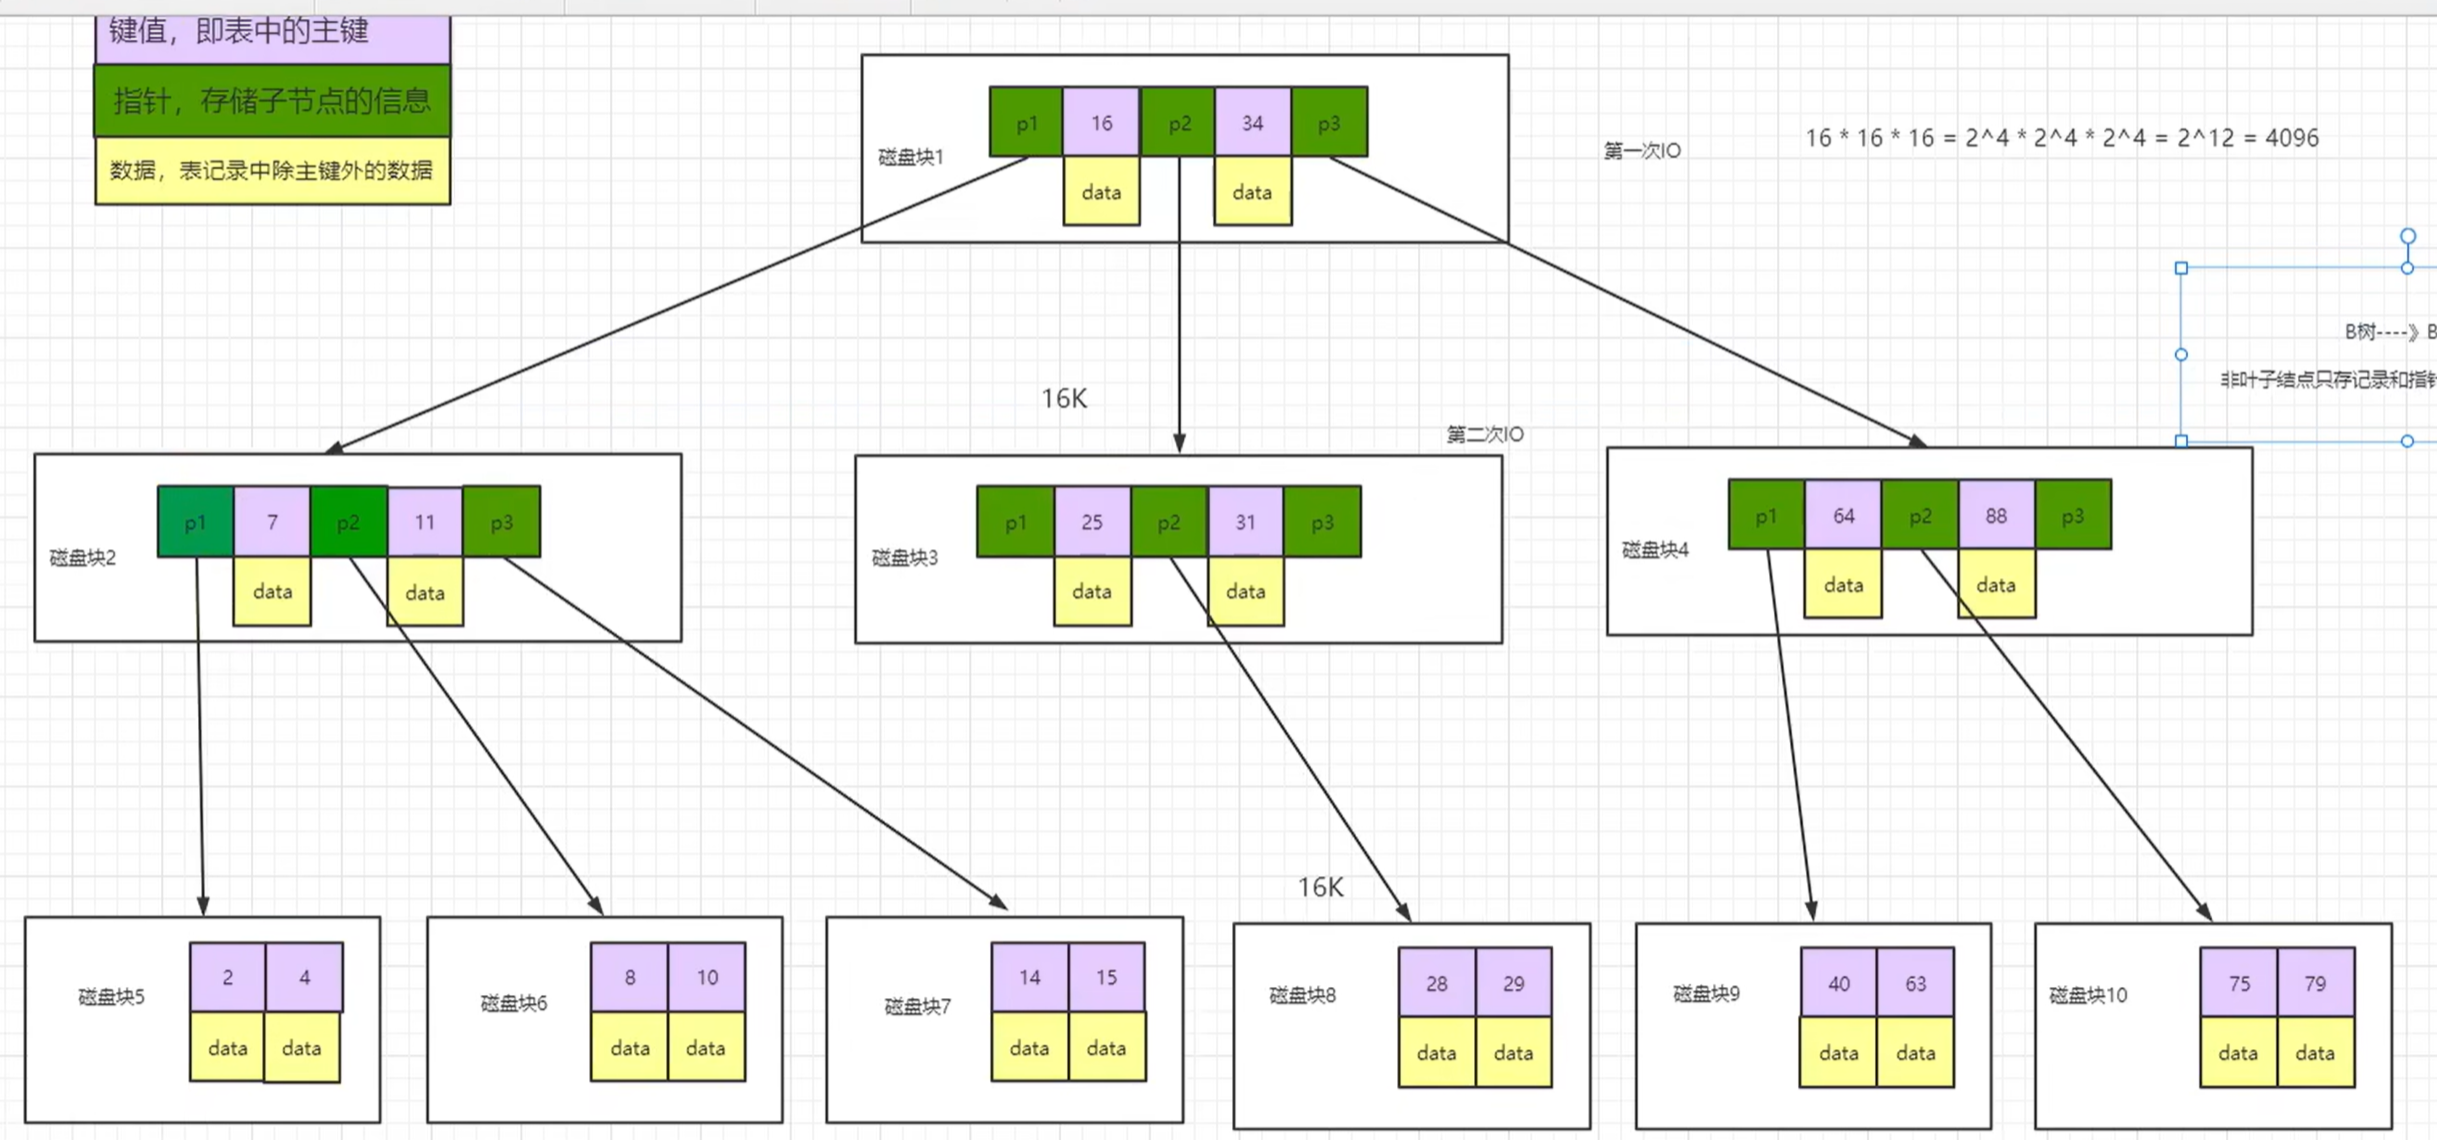 键值，即表中的主键
指针，存储子节点的信息
数据，表记录中除主键外的数据
磁盘块1
p1 16 p2 34 p3
data data
第一次IO
16 * 16 * 16 = 2^4 * 2^4 * 2^4 = 2^12 = 4096
B树----》B
非叶子结点只存记录和指
16K
第二次IO
磁盘块2
p1 7 p2 11 p3
data data
磁盘块3
p1 25 p2 31 p3
data data
磁盘块4
p1 64 p2 88 p3
data data
16K
磁盘块5
2 4
data data
磁盘块6
8 10
data data
磁盘块7
14 15
data data
磁盘块8
28 29
data data
磁盘块9
40 63
data data
磁盘块10
75 79
data data